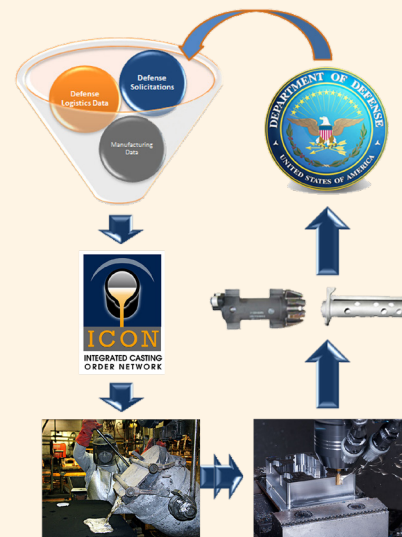 Defense
Logistics Data
Defense
Solicitations
Manufacturing
Data
DEPARTMENT OF DEFENSE
UNITED STATES OF AMERICA
ICON
INTEGRATED CASTING
ORDER NETWORK